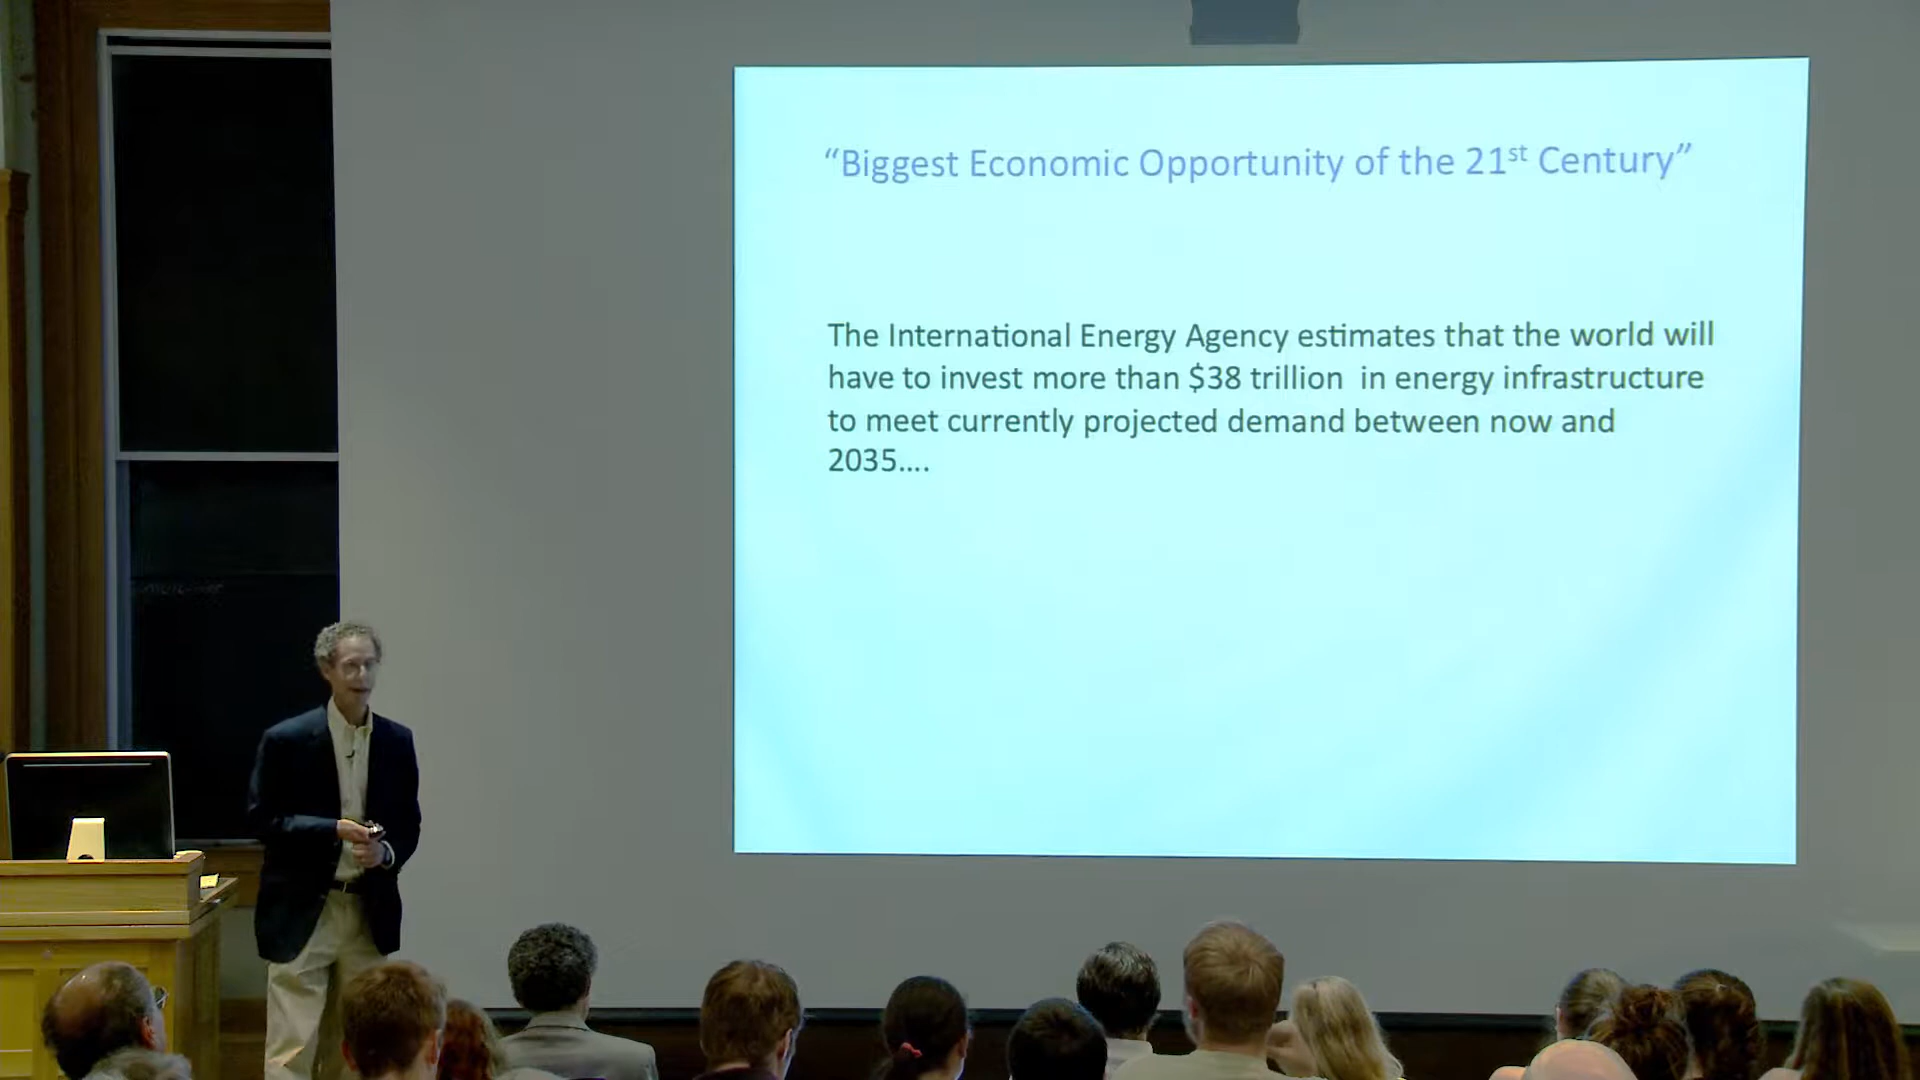 “Biggest Economic Opportunity of the 21st Century”
The International Energy Agency estimates that the world will
have to invest more than $38 trillion  in energy infrastructure
to meet currently projected demand between now and
2035....